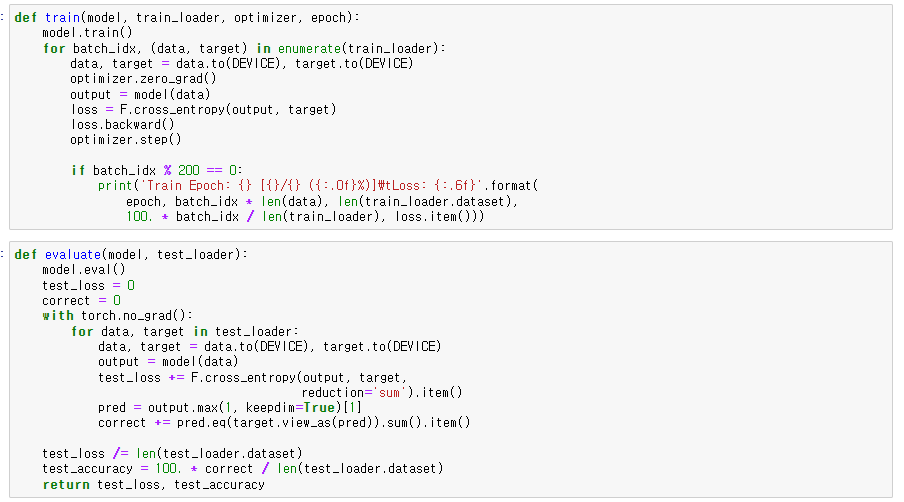 : def train(model, train_loader, optimizer, epoch):
    model.train()
    for batch_idx, (data, target) in enumerate(train_loader):
        data, target = data.to(DEVICE), target.to(DEVICE)
        optimizer.zero_grad()
        output = model(data)
        loss = F.cross_entropy(output, target)
        loss.backward()
        optimizer.step()

        if batch_idx % 200 == 0:
            print('Train Epoch: {} [{}/{} ({:.0f}%)]₩tLoss: {:.6f}'.format(
                epoch, batch_idx * len(data), len(train_loader.dataset),
                100. * batch_idx / len(train_loader), loss.item()))

: def evaluate(model, test_loader):
    model.eval()
    test_loss = 0
    correct = 0
    with torch.no_grad():
        for data, target in test_loader:
            data, target = data.to(DEVICE), target.to(DEVICE)
            output = model(data)
            test_loss += F.cross_entropy(output, target,
                                         reduction='sum').item()
            pred = output.max(1, keepdim=True)[1]
            correct += pred.eq(target.view_as(pred)).sum().item()

    test_loss /= len(test_loader.dataset)
    test_accuracy = 100. * correct / len(test_loader.dataset)
    return test_loss, test_accuracy